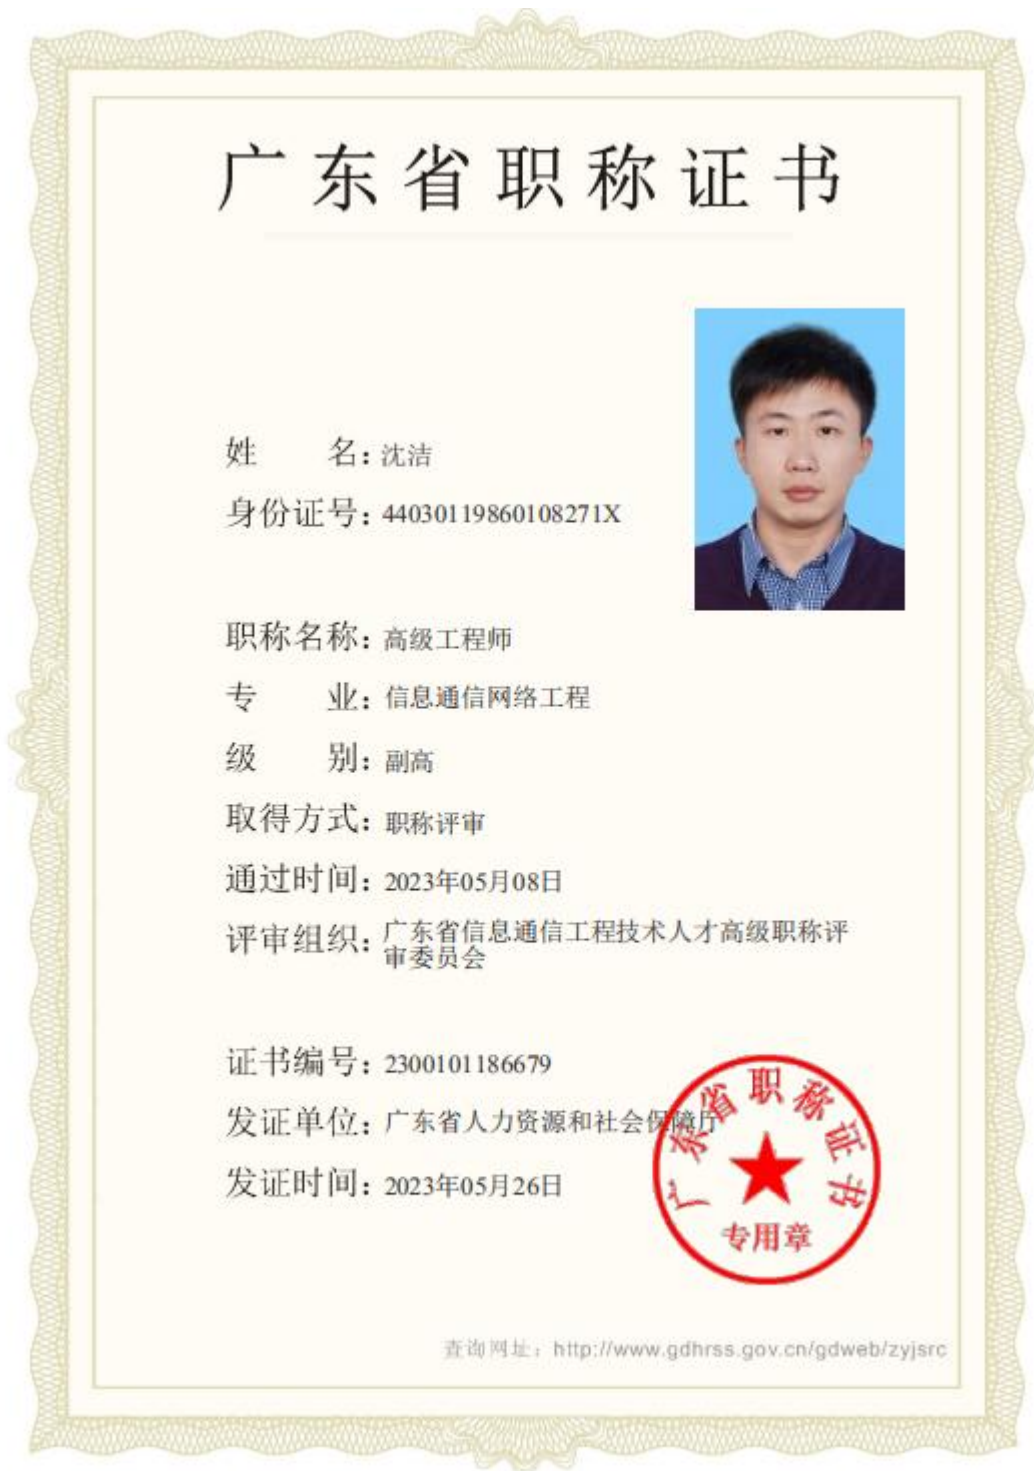 广东省职称证书
姓名：沈洁
身份证号：44030119860108271X
职称名称：高级工程师
专业：信息通信网络工程
级别：副高
取得方式：职称评审
通过时间：2023年05月08日
评审组织：广东省信息通信工程技术人才高级职称评
审委员会
证书编号：2300101186679
发证单位：广东省人力资源和社会保障厅
发证时间：2023年05月26日
广东省职称证书
专用章
查询网址：http://www.gdhrss.gov.cn/gdweb/zyjsrc